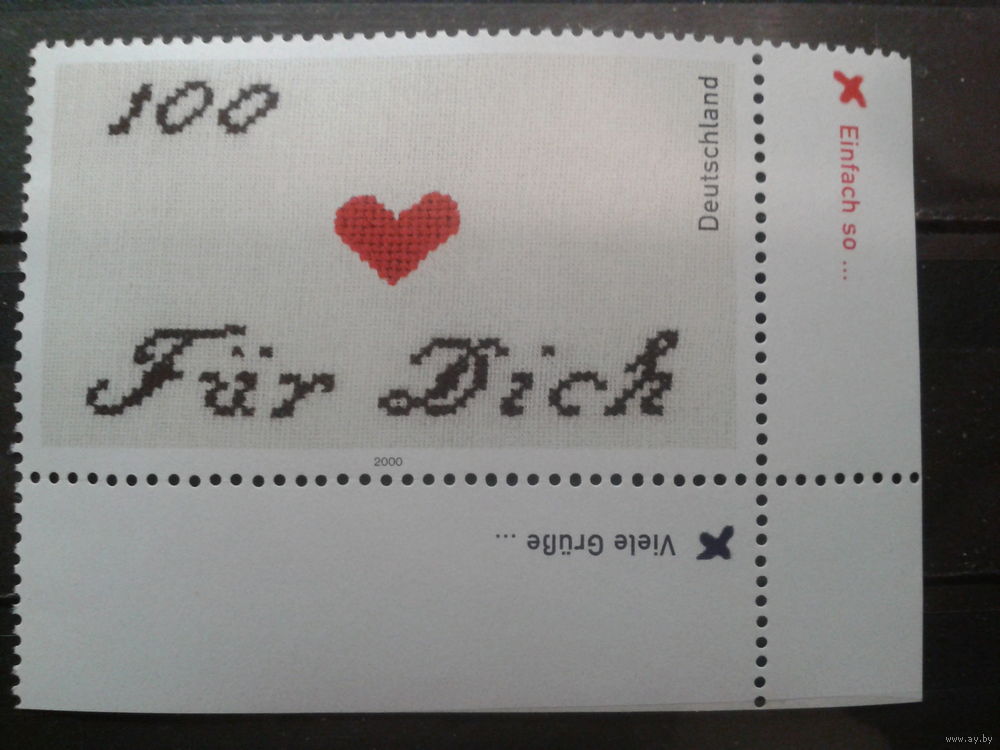 100
Deutschland
Für Dich
2000
Einfach so ...
Viele Grüße ...
www.ay.by